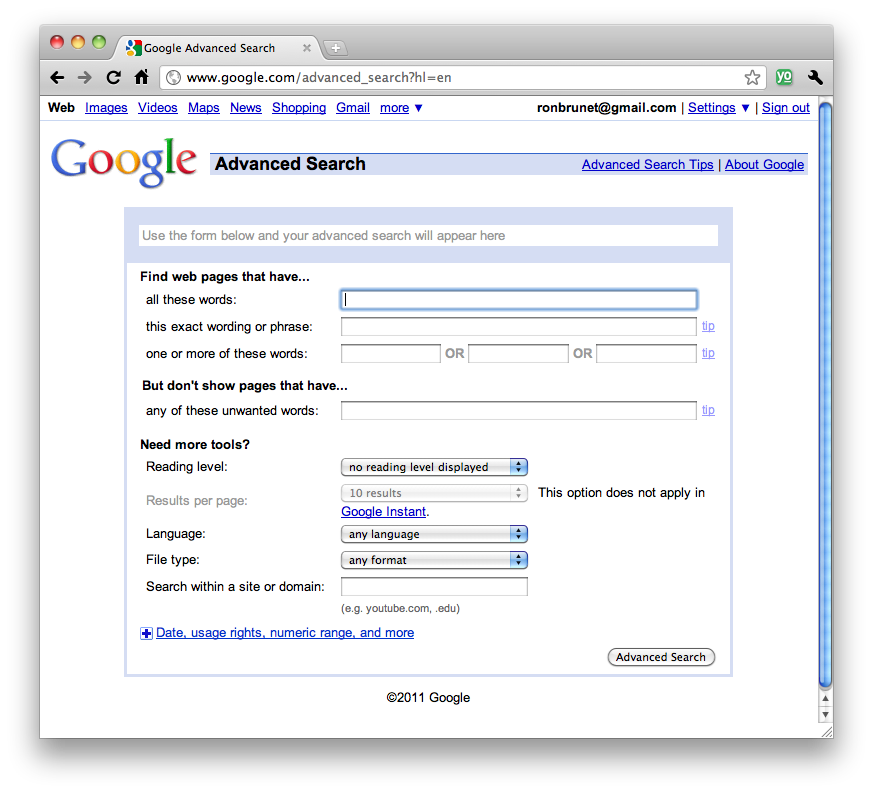 Google Advanced Search
www.google.com/advanced_search?hl=en
yo
Web Images Videos Maps News Shopping Gmail more ▼ ronbrunet@gmail.com | Settings ▼ | Sign out
Google Advanced Search Advanced Search Tips | About Google
Use the form below and your advanced search will appear here
Find web pages that have...
all these words:
this exact wording or phrase: tip
one or more of these words: OR OR tip
But don't show pages that have...
any of these unwanted words: tip
Need more tools?
Reading level: no reading level displayed
Results per page: 10 results This option does not apply in
Google Instant.
Language: any language
File type: any format
Search within a site or domain:
(e.g. youtube.com, .edu)
Date, usage rights, numeric range, and more
Advanced Search
©2011 Google